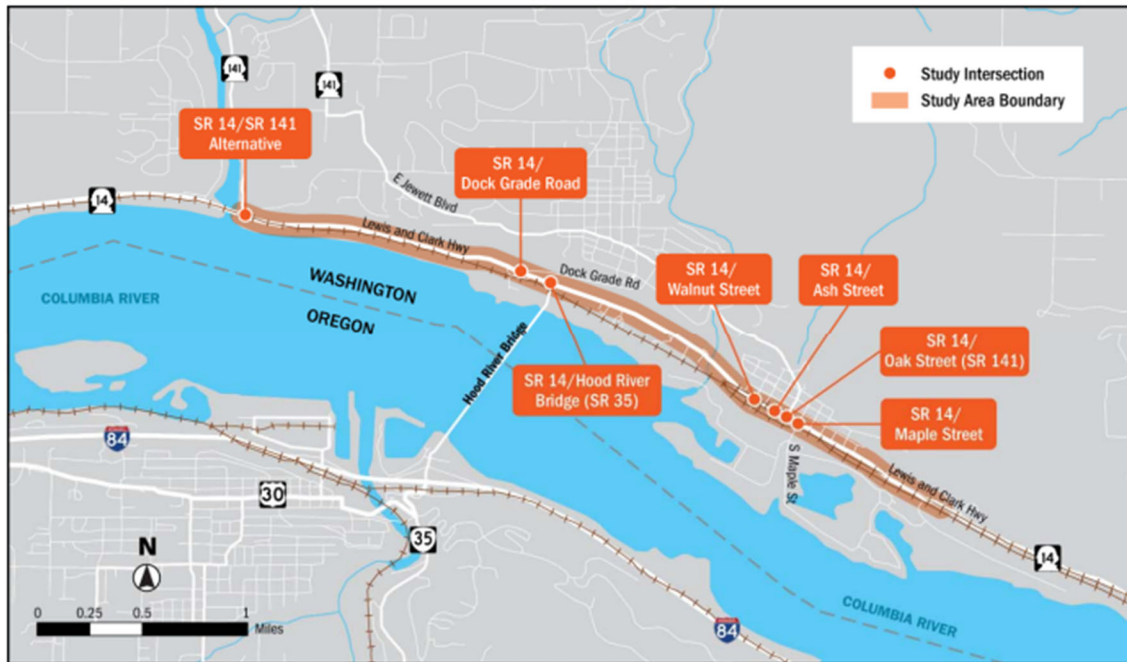 141
141
SR 14/SR 141
Alternative
Study Intersection
Study Area Boundary
SR 14/
Dock Grade Road
14
E Jewett Blvd
Lewis and Clark Hwy
Dock Grade Rd
SR 14/
Walnut Street
SR 14/
Ash Street
WASHINGTON
OREGON
COLUMBIA RIVER
Hood River Bridge
SR 14/
Oak Street (SR 141)
SR 14/Hood River
Bridge (SR 35)
SR 14/
Maple Street
84
S Maple St
Lewis and Clark Hwy
30
35
N
14
0
0.25
0.5
1
Miles
84
COLUMBIA RIVER